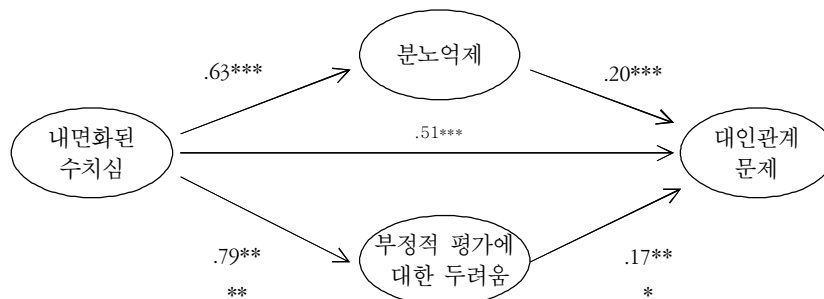 분노억제
.63***
.20***
내면화된
수치심
.51***
대인관계
문제
부정적 평가에
대한 두려움
.79**
**
.17**
*